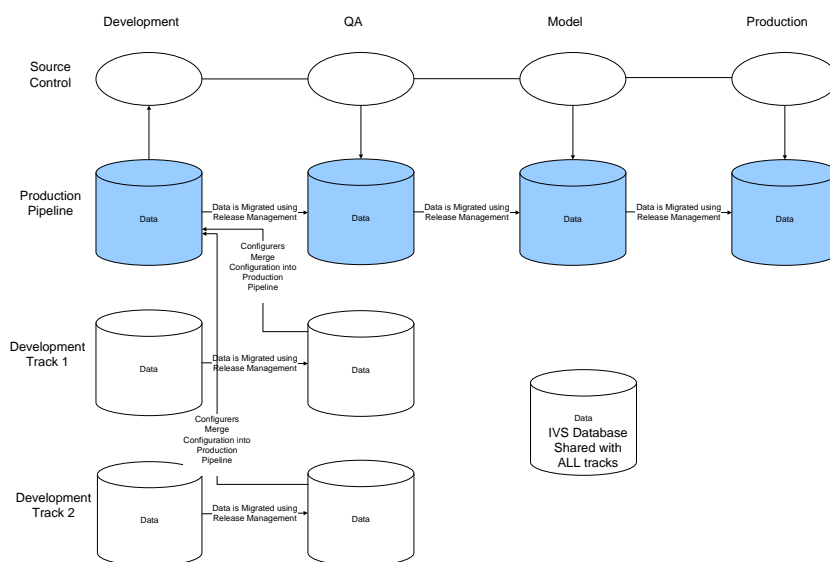 Development
QA
Model
Production
Source
Control
Production
Pipeline
Data
Data is Migrated using
Release Management
Data
Data is Migrated using
Release Management
Data
Data is Migrated using
Release Management
Data
Configurers
Merge
Configuration into
Production
Pipeline
Development
Track 1
Data
Data is Migrated using
Release Management
Data
Configurers
Merge
Configuration into
Production
Pipeline
Data
IVS Database
Shared with
ALL tracks
Development
Track 2
Data
Data is Migrated using
Release Management
Data